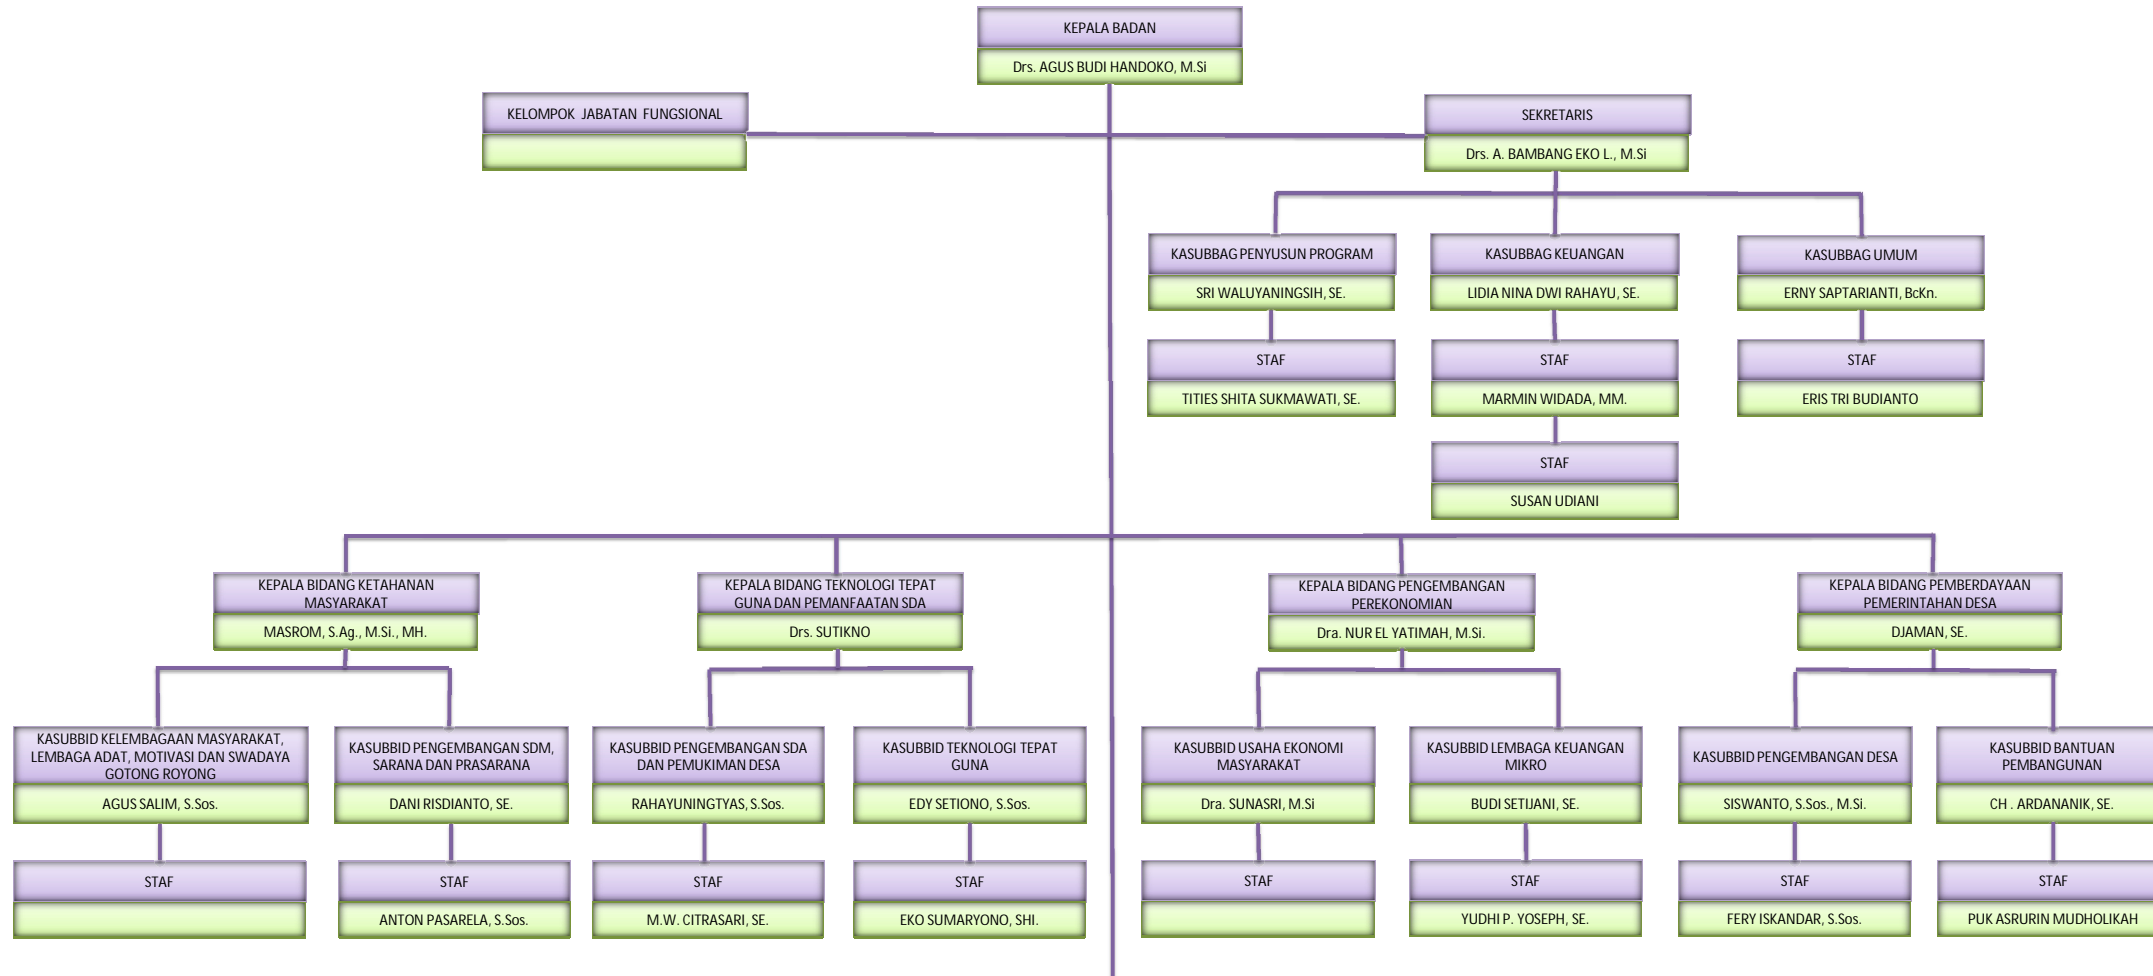 KEPALA BADAN
Drs. AGUS BUDI HANDOKO, M.Si
KELOMPOK JABATAN FUNGSIONAL
SEKRETARIS
Drs. A. BAMBANG EKO L., M.Si
KASUBBAG PENYUSUN PROGRAM
SRI WALUYANINGSIH, SE.
KASUBBAG KEUANGAN
LIDIA NINA DWI RAHAYU, SE.
KASUBBAG UMUM
ERNY SAPTARIANTI, BcKn.
STAF
TITIES SHITA SUKMAWATI, SE.
STAF
MARMIN WIDADA, MM.
STAF
ERIS TRI BUDIANTO
STAF
SUSAN UDIANI
KEPALA BIDANG KETAHANAN
MASYARAKAT
MASROM, S.Ag., M.Si., MH.
KEPALA BIDANG TEKNOLOGI TEPAT
GUNA DAN PEMANFAATAN SDA
Drs. SUTIKNO
KEPALA BIDANG PENGEMBANGAN
PEREKONOMIAN
Dra. NUR EL YATIMAH, M.Si.
KEPALA BIDANG PEMBERDAYAAN
PEMERINTAHAN DESA
DJAMAN, SE.
KASUBBID KELEMBAGAAN MASYARAKAT,
LEMBAGA ADAT, MOTIVASI DAN SWADAYA
GOTONG ROYONG
AGUS SALIM, S.Sos.
KASUBBID PENGEMBANGAN SDM,
SARANA DAN PRASARANA
DANI RISDIANTO, SE.
KASUBBID PENGEMBANGAN SDA
DAN PEMUKIMAN DESA
RAHAYUNINGTYAS, S.Sos.
KASUBBID TEKNOLOGI TEPAT
GUNA
EDY SETIONO, S.Sos.
KASUBBID USAHA EKONOMI
MASYARAKAT
Dra. SUNASRI, M.Si
KASUBBID LEMBAGA KEUANGAN
MIKRO
BUDI SETIJANI, SE.
KASUBBID PENGEMBANGAN DESA
SISWANTO, S.Sos., M.Si.
KASUBBID BANTUAN
PEMBANGUNAN
CH . ARDANANIK, SE.
STAF
STAF
ANTON PASARELA, S.Sos.
STAF
M.W. CITRASARI, SE.
STAF
EKO SUMARYONO, SHI.
STAF
STAF
YUDHI P. YOSEPH, SE.
STAF
FERY ISKANDAR, S.Sos.
STAF
PUK ASRURIN MUDHOLIKAH